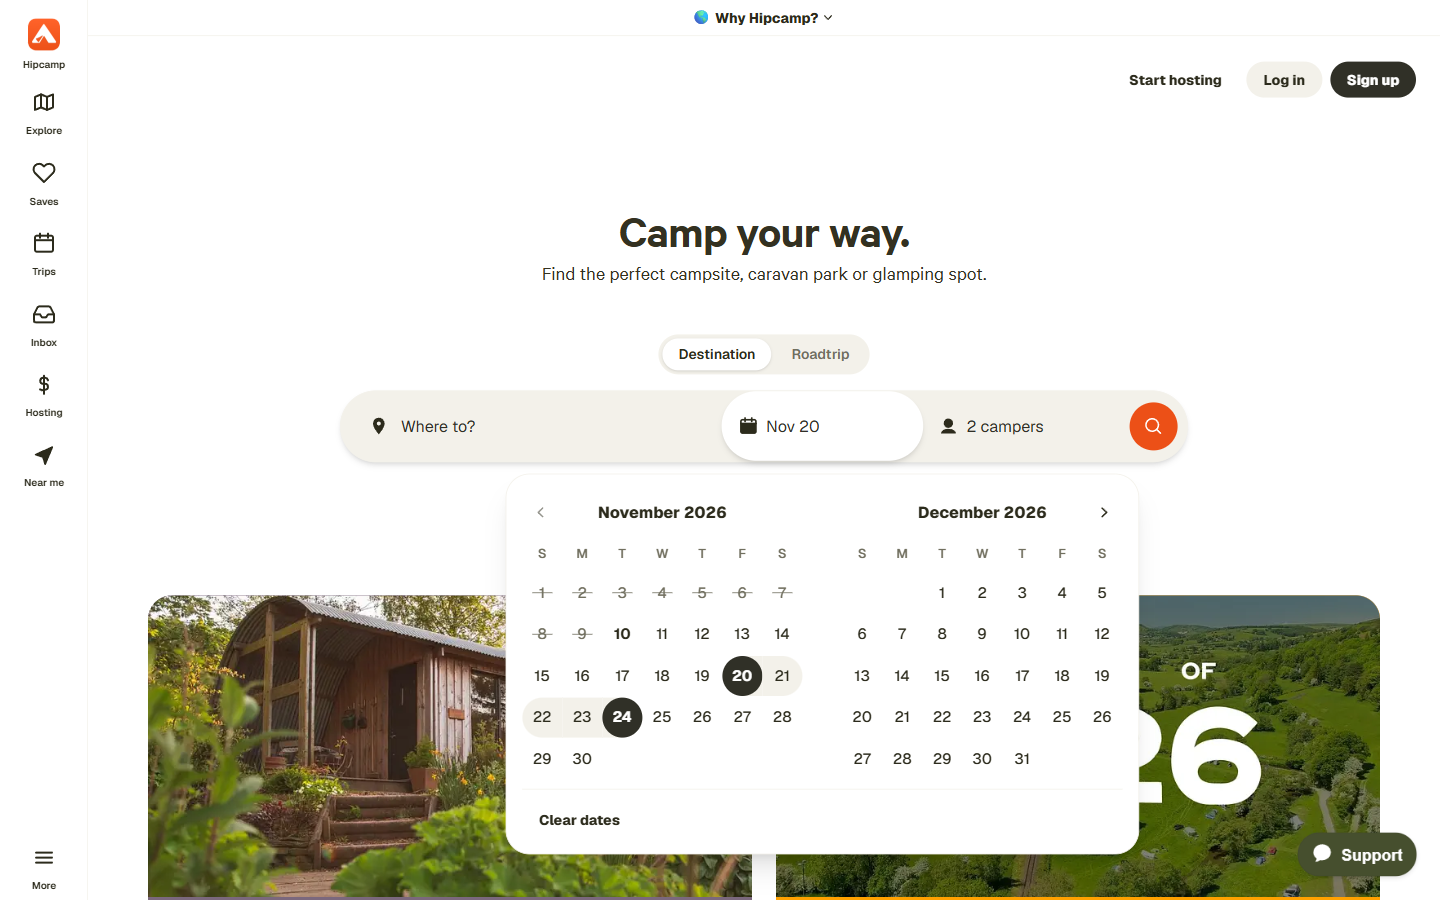 Why Hipcamp?
Hipcamp
Explore
Saves
Trips
Inbox
Hosting
Near me
More
Start hosting
Log in
Sign up
Camp your way.
Find the perfect campsite, caravan park or glamping spot.
Destination
Roadtrip
Where to?
Nov 20
2 campers
November 2026
S M T W T F S
1 2 3 4 5 6 7
8 9 10 11 12 13 14
15 16 17 18 19 20 21
22 23 24 25 26 27 28
29 30
December 2026
S M T W T F S
1 2 3 4 5
6 7 8 9 10 11 12
13 14 15 16 17 18 19
20 21 22 23 24 25 26
27 28 29 30 31
Clear dates
OF
26
Support